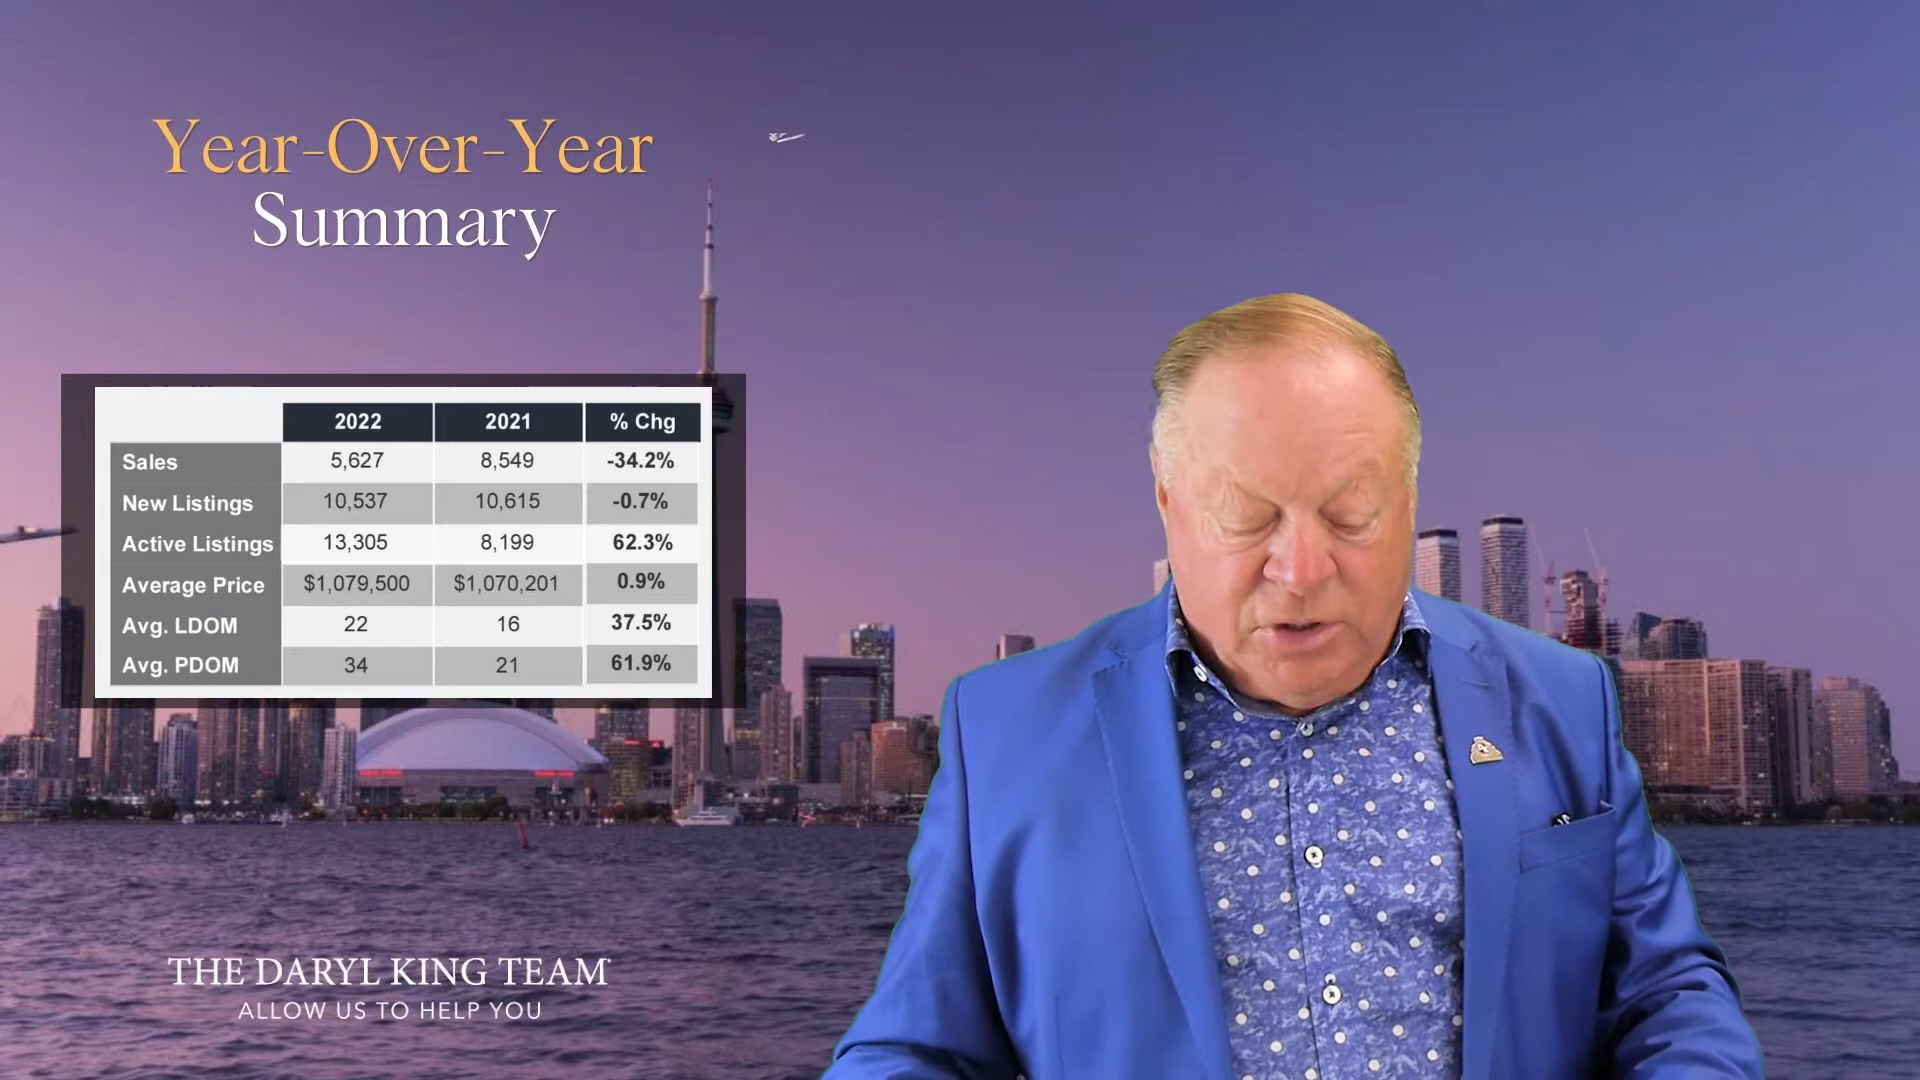 Year-Over-Year
Summary
2022 2021 % Chg
Sales 5,627 8,549 -34.2%
New Listings 10,537 10,615 -0.7%
Active Listings 13,305 8,199 62.3%
Average Price $1,079,500 $1,070,201 0.9%
Avg. LDOM 22 16 37.5%
Avg. PDOM 34 21 61.9%
THE DARYL KING TEAM
ALLOW US TO HELP YOU